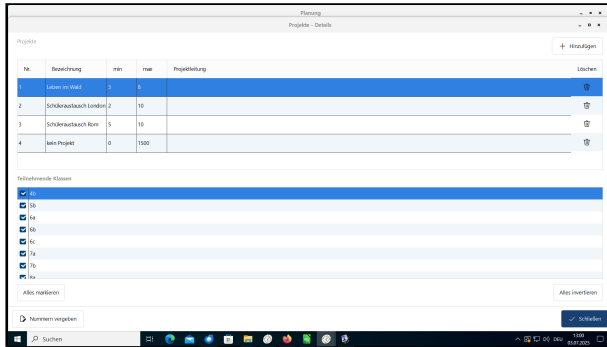 Planung
Projekte - Details
Projekte
Hinzufügen
Nr. Bezeichnung min max Projektleitung Löschen
1 Leben im Wald 3 8
2 Schüleraustausch London 2 10
3 Schüleraustausch Rom 5 10
4 kein Projekt 0 1500
Teilnehmende Klassen
4b
5b
6a
6b
6c
7a
7b
8a
Alles markieren Alles invertieren
Nummern vergeben Schließen
Suchen DEU 13:00
03.07.2025